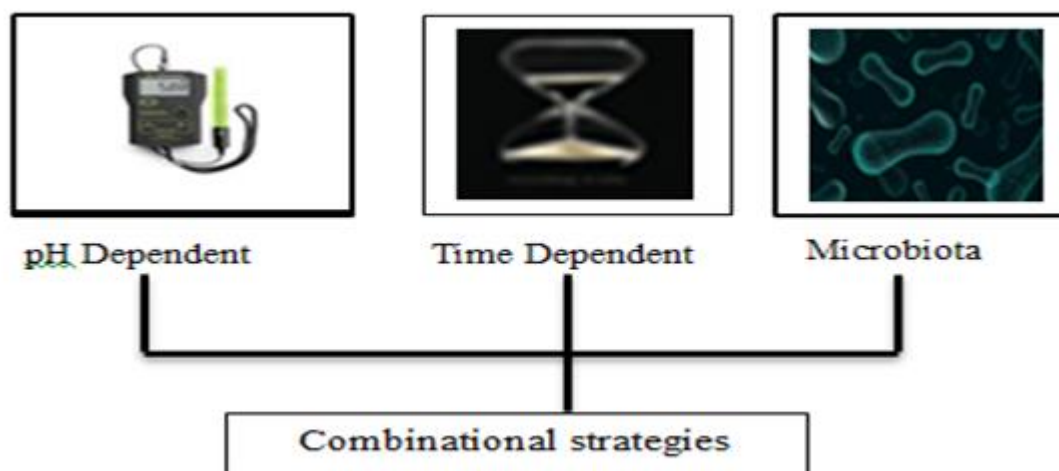 pH Dependent
Time Dependent
Microbiota
Combinational strategies